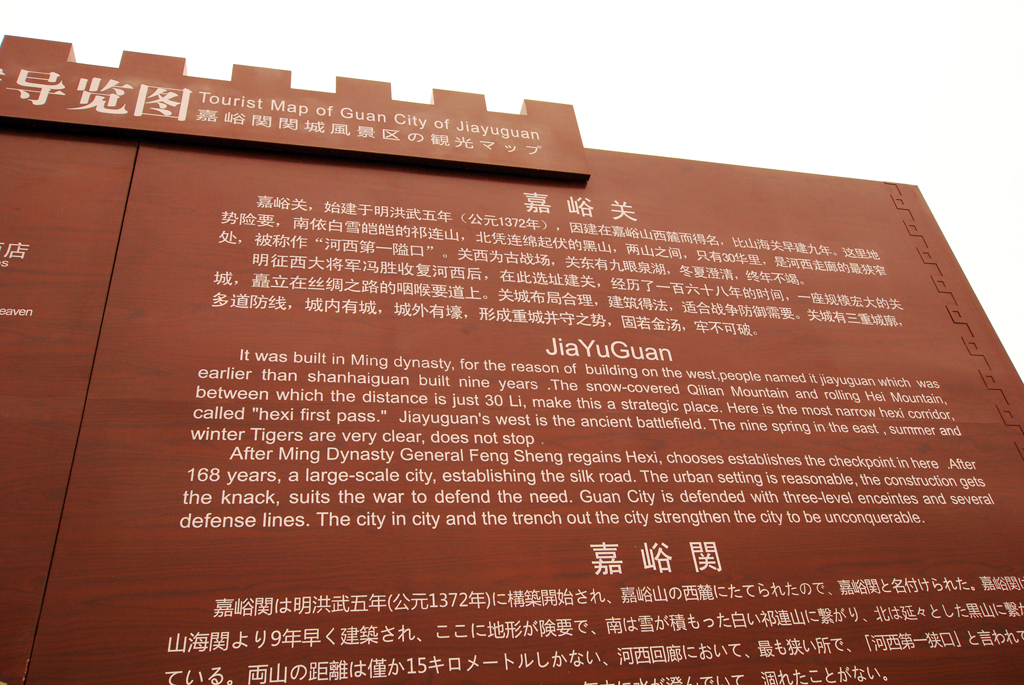 导览图
Tourist Map of Guan City of Jiayuguan
嘉峪関関城風景区の観光マップ
店
eaven
嘉峪关
嘉峪关，始建于明洪武五年（公元1372年），因建在嘉峪山西麓而得名，比山海关早建九年。这里地
势险要，南依白雪皑皑的祁连山，北凭连绵起伏的黑山，两山之间，只有30华里，是河西走廊的最狭窄
处，被称作“河西第一隘口”。关西为古战场，关东有九眼泉湖，冬夏澄清，终年不竭。
明征西大将军冯胜收复河西后，在此选址建关，经历了一百六十八年的时间，一座规模宏大的关
城，矗立在丝绸之路的咽喉要道上。关城布局合理，建筑得法，适合战争防御需要。关城有三重城廓，
多道防线，城内有城，城外有壕，形成重城并守之势，固若金汤，牢不可破。
JiaYuGuan
It was built in Ming dynasty, for the reason of building on the west,people named it jiayuguan which was
earlier than shanhaiguan built nine years .The snow-covered Qilian Mountain and rolling Hei Mountain,
between which the distance is just 30 Li, make this a strategic place. Here is the most narrow hexi corridor,
called "hexi first pass." Jiayuguan's west is the ancient battlefield. The nine spring in the east , summer and
winter Tigers are very clear, does not stop .
After Ming Dynasty General Feng Sheng regains Hexi, chooses establishes the checkpoint in here .After
168 years, a large-scale city, establishing the silk road. The urban setting is reasonable, the construction gets
the knack, suits the war to defend the need. Guan City is defended with three-level enceintes and several
defense lines. The city in city and the trench out the city strengthen the city to be unconquerable.
嘉峪関
嘉峪関は明洪武五年(公元1372年)に構築開始され、嘉峪山の西麓にたてられたので、嘉峪関と名付けられた。嘉峪関は
山海関より9年早く建築され、ここに地形が険要で、南は雪が積もった白い祁連山に繋がり、北は延々とした黒山に繋が
ている。両山の距離は僅か15キロメートルしかない、河西回廊において、最も狭い所で、「河西第一狭口」と言われて
水が澄んでいて、涸れたことがない。